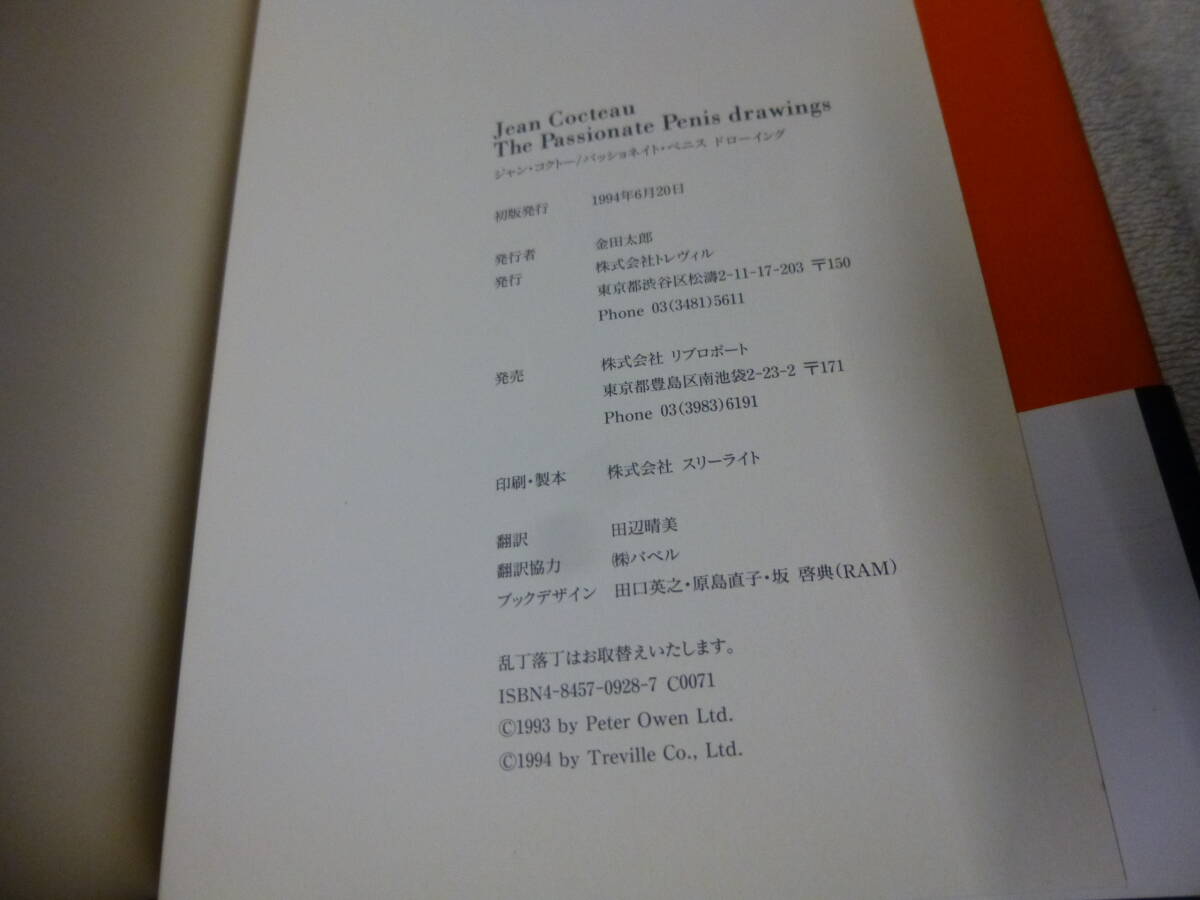 Jean Cocteau
The Passionate Penis drawings
ジャン・コクトー/パッショネイト・ペニス ドローイング
初版発行 1994年6月20日
発行者 金田太郎
発行 株式会社トレヴィル
東京都渋谷区松濤2-11-17-203 〒150
Phone 03(3481)5611
発売 株式会社 リブロポート
東京都豊島区南池袋2-23-2 〒171
Phone 03(3983)6191
印刷・製本 株式会社 スリーライト
翻訳 田辺晴美
翻訳協力 ㈱バベル
ブックデザイン 田口英之・原島直子・坂 啓典(RAM)
乱丁落丁はお取替えいたします。
ISBN4-8457-0928-7 C0071
©1993 by Peter Owen Ltd.
©1994 by Treville Co., Ltd.